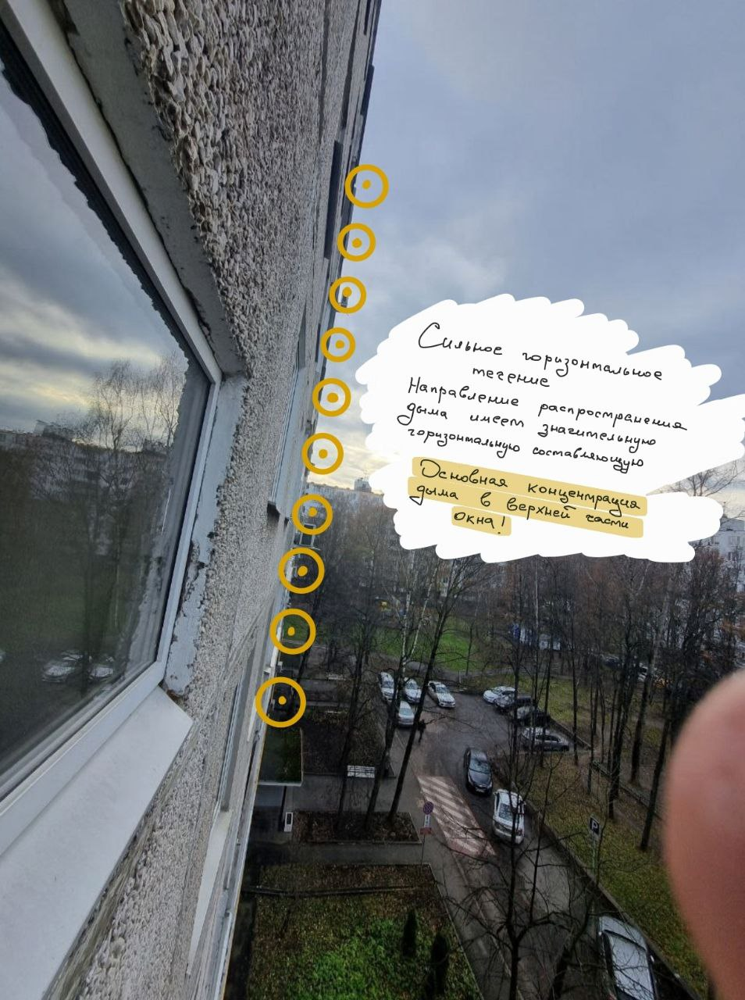 Сильное горизонтальное
течение
Направление распространения
дыма имеет значительную
горизонтальную составляющую
Основная концентрация
дыма в верхней части
окна!
P